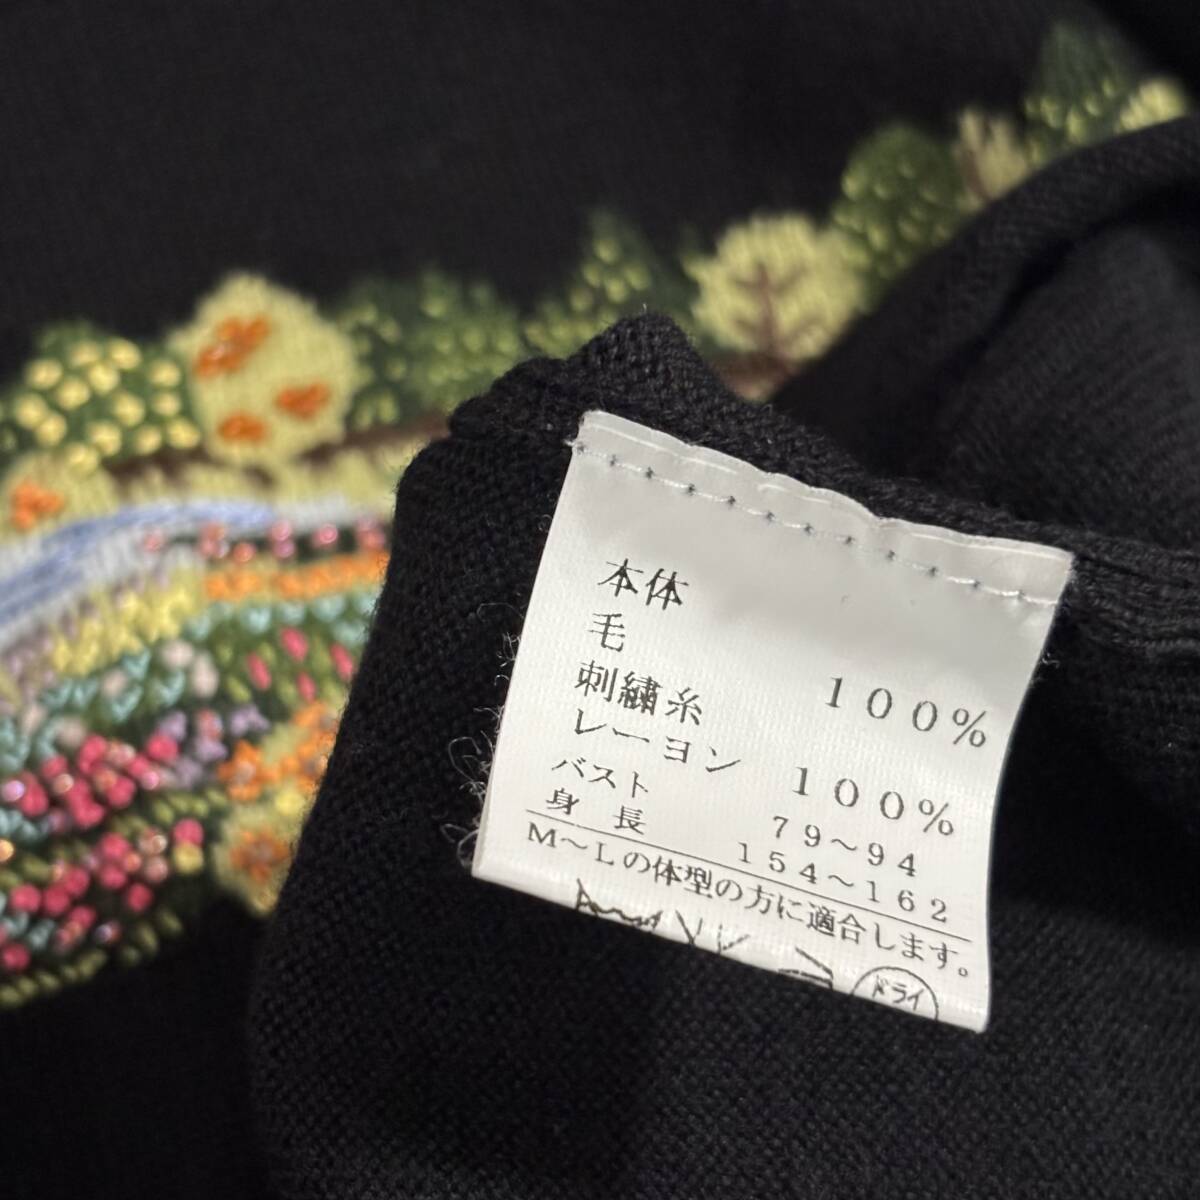 本体
毛 100%
刺繍糸
レーヨン 100%
バスト 79～94
身長 154～162
M～Lの体型の方に適合します。
ドライ